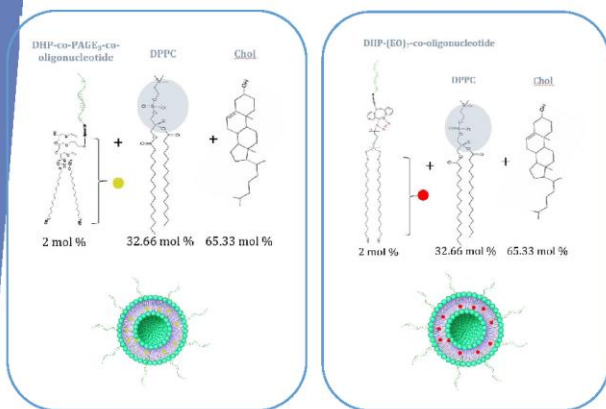 DHP-co-PAGE₃-co-
oligonucleotide
DPPC
Chol
+
+
2 mol %
32.66 mol %
65.33 mol %
DHP-(EO)₇-co-oligonucleotide
DPPC
Chol
+
+
2 mol %
32.66 mol %
65.33 mol %